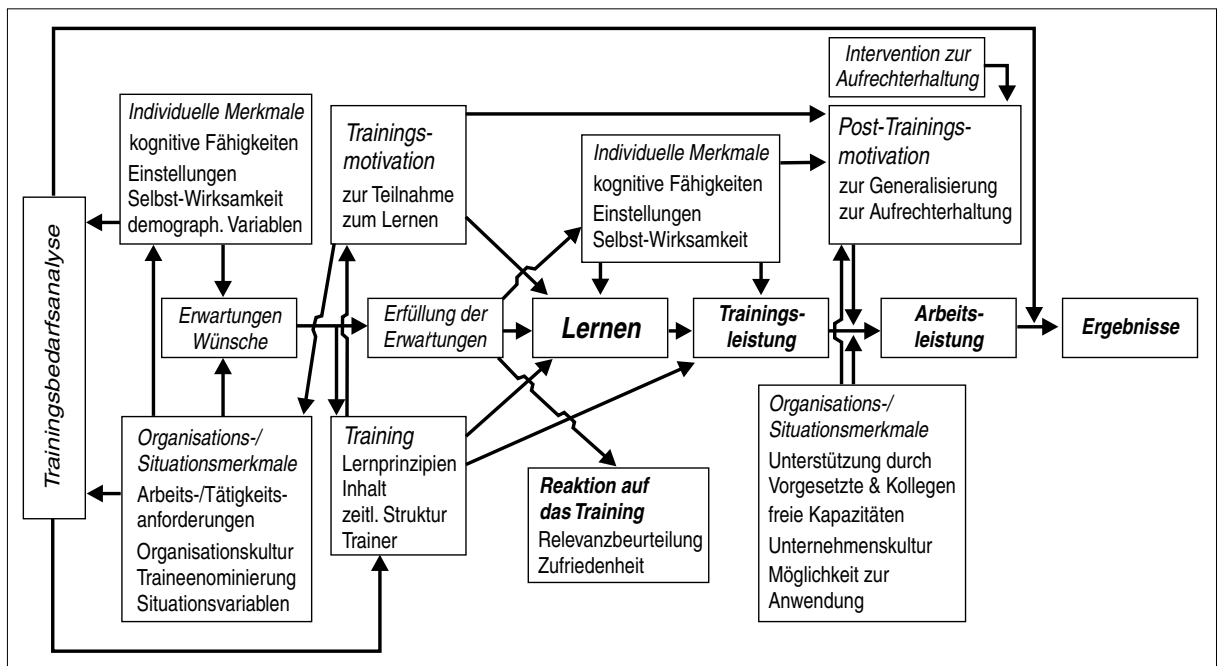 Trainingsbedarfsanalyse
Individuelle Merkmale
kognitive Fähigkeiten
Einstellungen
Selbst-Wirksamkeit
demograph. Variablen
Erwartungen
Wünsche
Organisations-/
Situationsmerkmale
Arbeits-/Tätigkeits-
anforderungen
Organisationskultur
Traineenominierung
Situationsvariablen
Trainings-
motivation
zur Teilnahme
zum Lernen
Erfüllung der
Erwartungen
Training
Lernprinzipien
Inhalt
zeitl. Struktur
Trainer
Individuelle Merkmale
kognitive Fähigkeiten
Einstellungen
Selbst-Wirksamkeit
Lernen
Reaktion auf
das Training
Relevanzbeurteilung
Zufriedenheit
Trainings-
leistung
Intervention zur
Aufrechterhaltung
Post-Trainings-
motivation
zur Generalisierung
zur Aufrechterhaltung
Arbeits-
leistung
Organisations-/
Situationsmerkmale
Unterstützung durch
Vorgesetzte & Kollegen
freie Kapazitäten
Unternehmenskultur
Möglichkeit zur
Anwendung
Ergebnisse